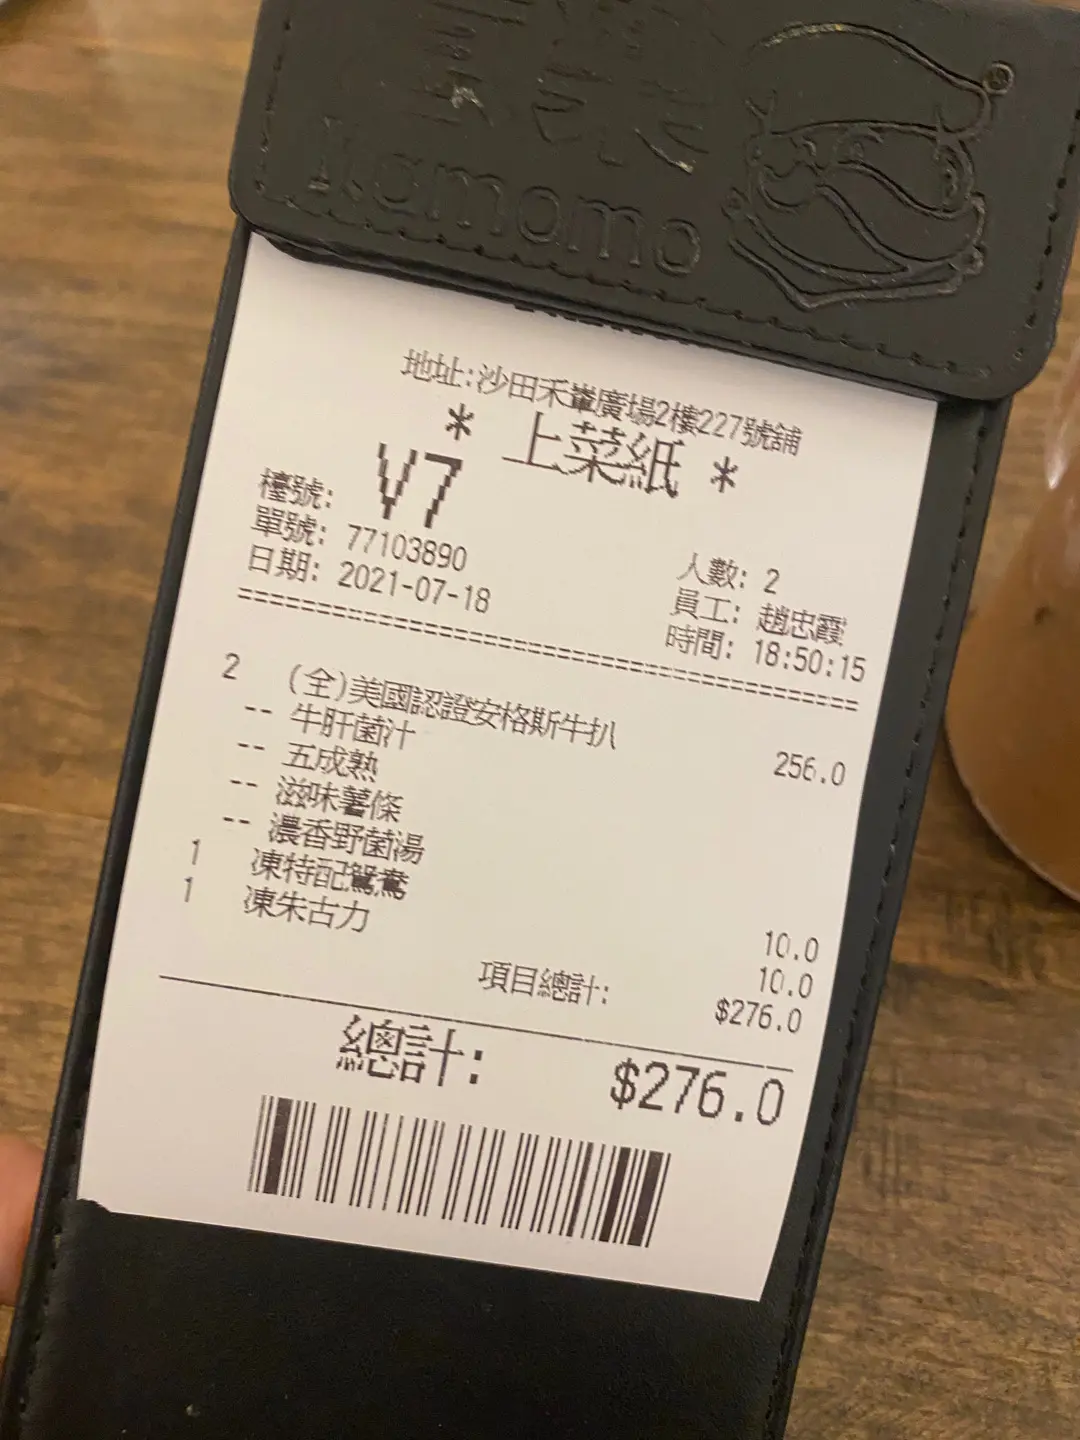 Itamomo
地址:沙田禾輋廣場2樓227號舖
* 上菜紙 *
檯號: V7
單號: 77103890 人數: 2
日期: 2021-07-18 員工: 趙忠霞
時間: 18:50:15
2 (全)美國認證安格斯牛扒 256.0
-- 牛肝菌汁
-- 五成熟
-- 滋味薯條
-- 濃香野菌湯
1 凍特配鴛鴦 10.0
1 凍朱古力 10.0
項目總計: $276.0
總計: $276.0